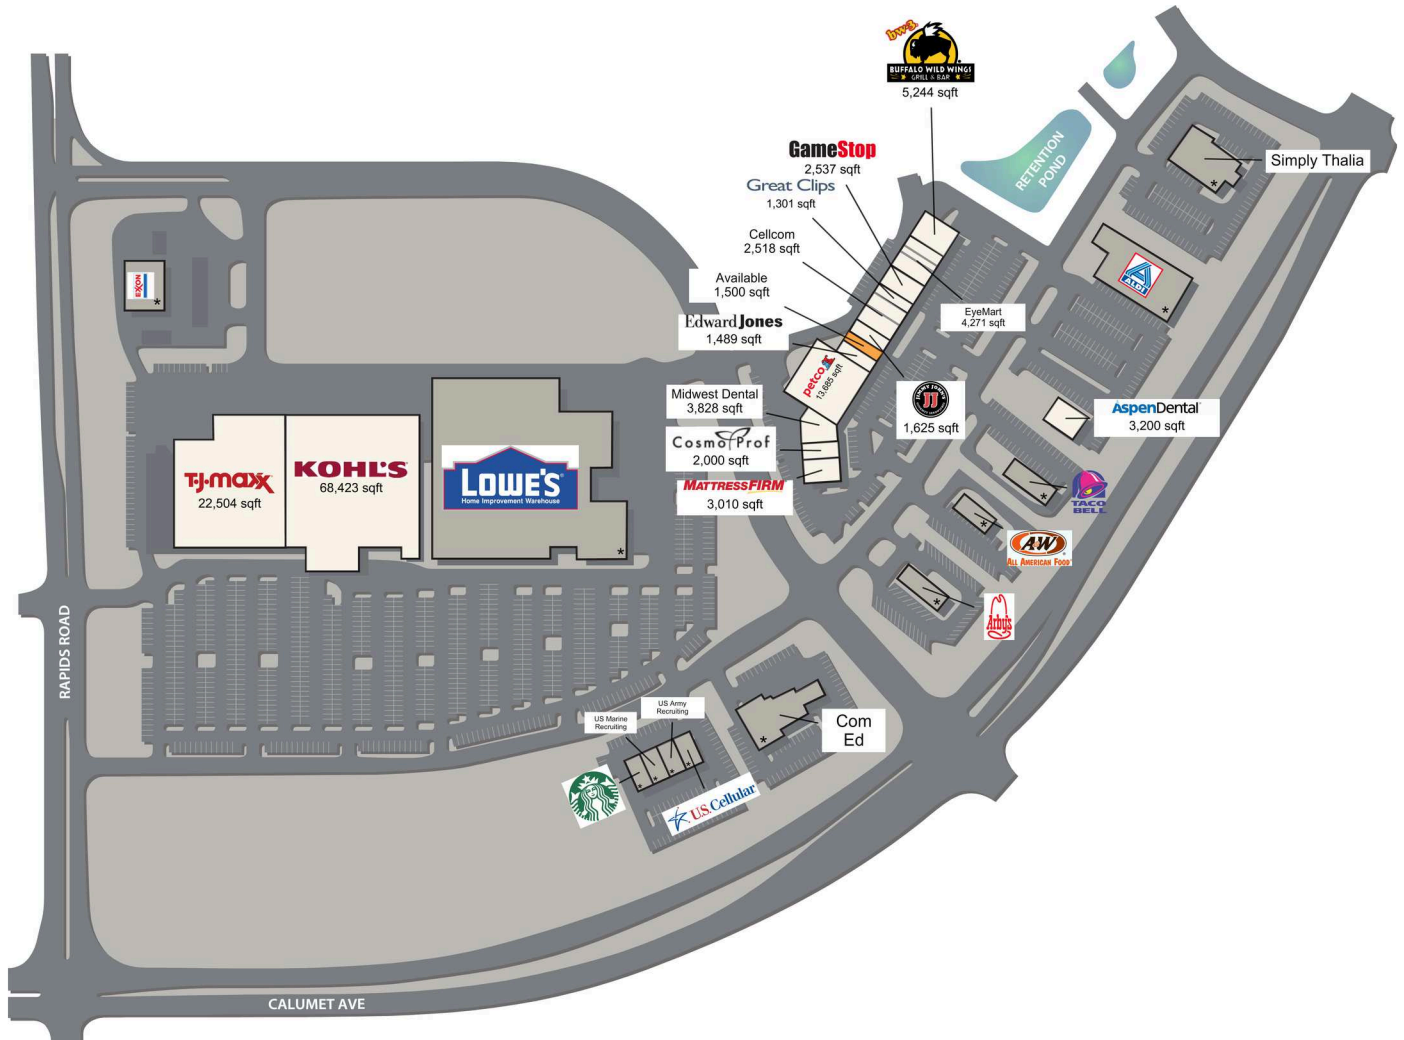 bw-3
BUFFALO WILD WINGS
GRILL & BAR
5,244 sqft
GameStop
2,537 sqft
Great Clips
1,301 sqft
Cellcom
2,518 sqft
Available
1,500 sqft
Edward Jones
1,489 sqft
RETENTION
POND
Simply Thalia
ALDI
EyeMart
4,271 sqft
EXXON
petco
13,685 sqft
JIMMY JOHN'S
JJ
1,625 sqft
Midwest Dental
3,828 sqft
CosmoProf
2,000 sqft
MATTRESSFIRM
3,010 sqft
AspenDental
3,200 sqft
T.J.maxx
22,504 sqft
KOHL'S
68,423 sqft
LOWE'S
Home Improvement Warehouse
*
TACO
BELL
A&W
ALL AMERICAN FOOD
Arby's
RAPIDS ROAD
US Marine
Recruiting
US Army
Recruiting
Com
Ed
U.S. Cellular
CALUMET AVE